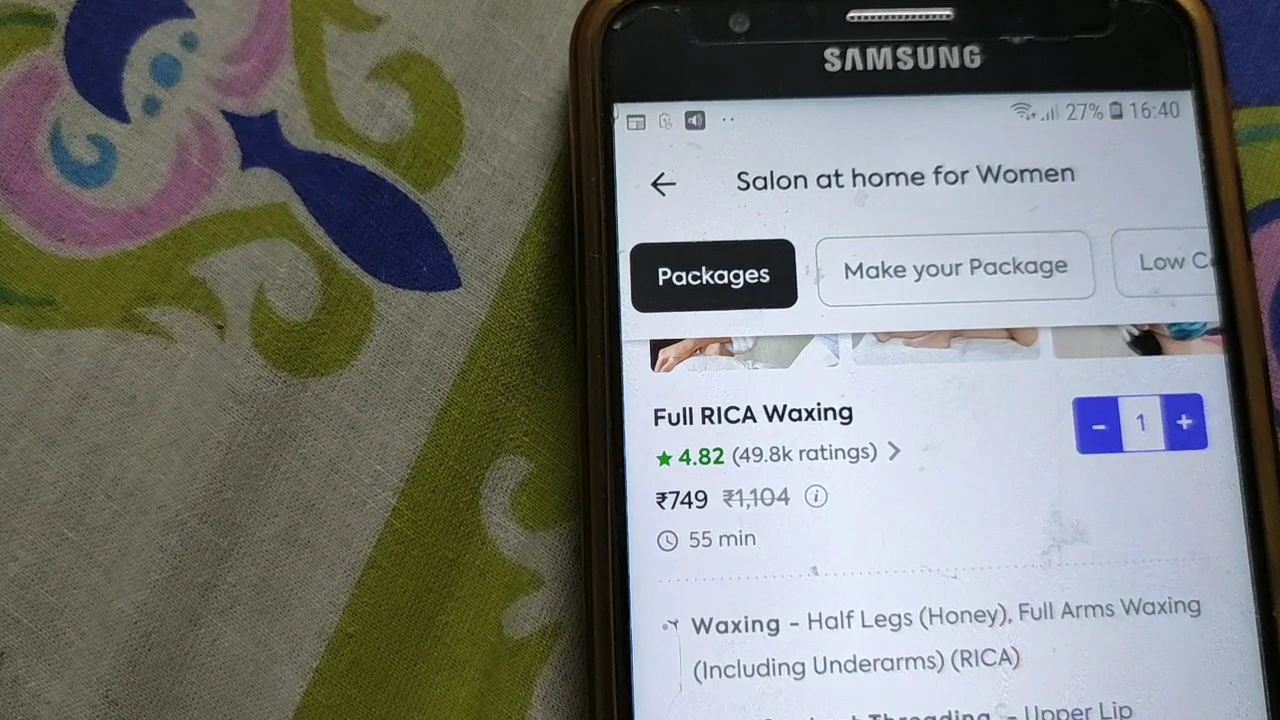 SAMSUNG
27% 16:40
Salon at home for Women
Packages
Make your Package
Low C
Full RICA Waxing
4.82 (49.8k ratings)
- 1 +
₹749 ₹1,104
55 min
Waxing - Half Legs (Honey), Full Arms Waxing
(Including Underarms) (RICA)
Threading - Upper Lip